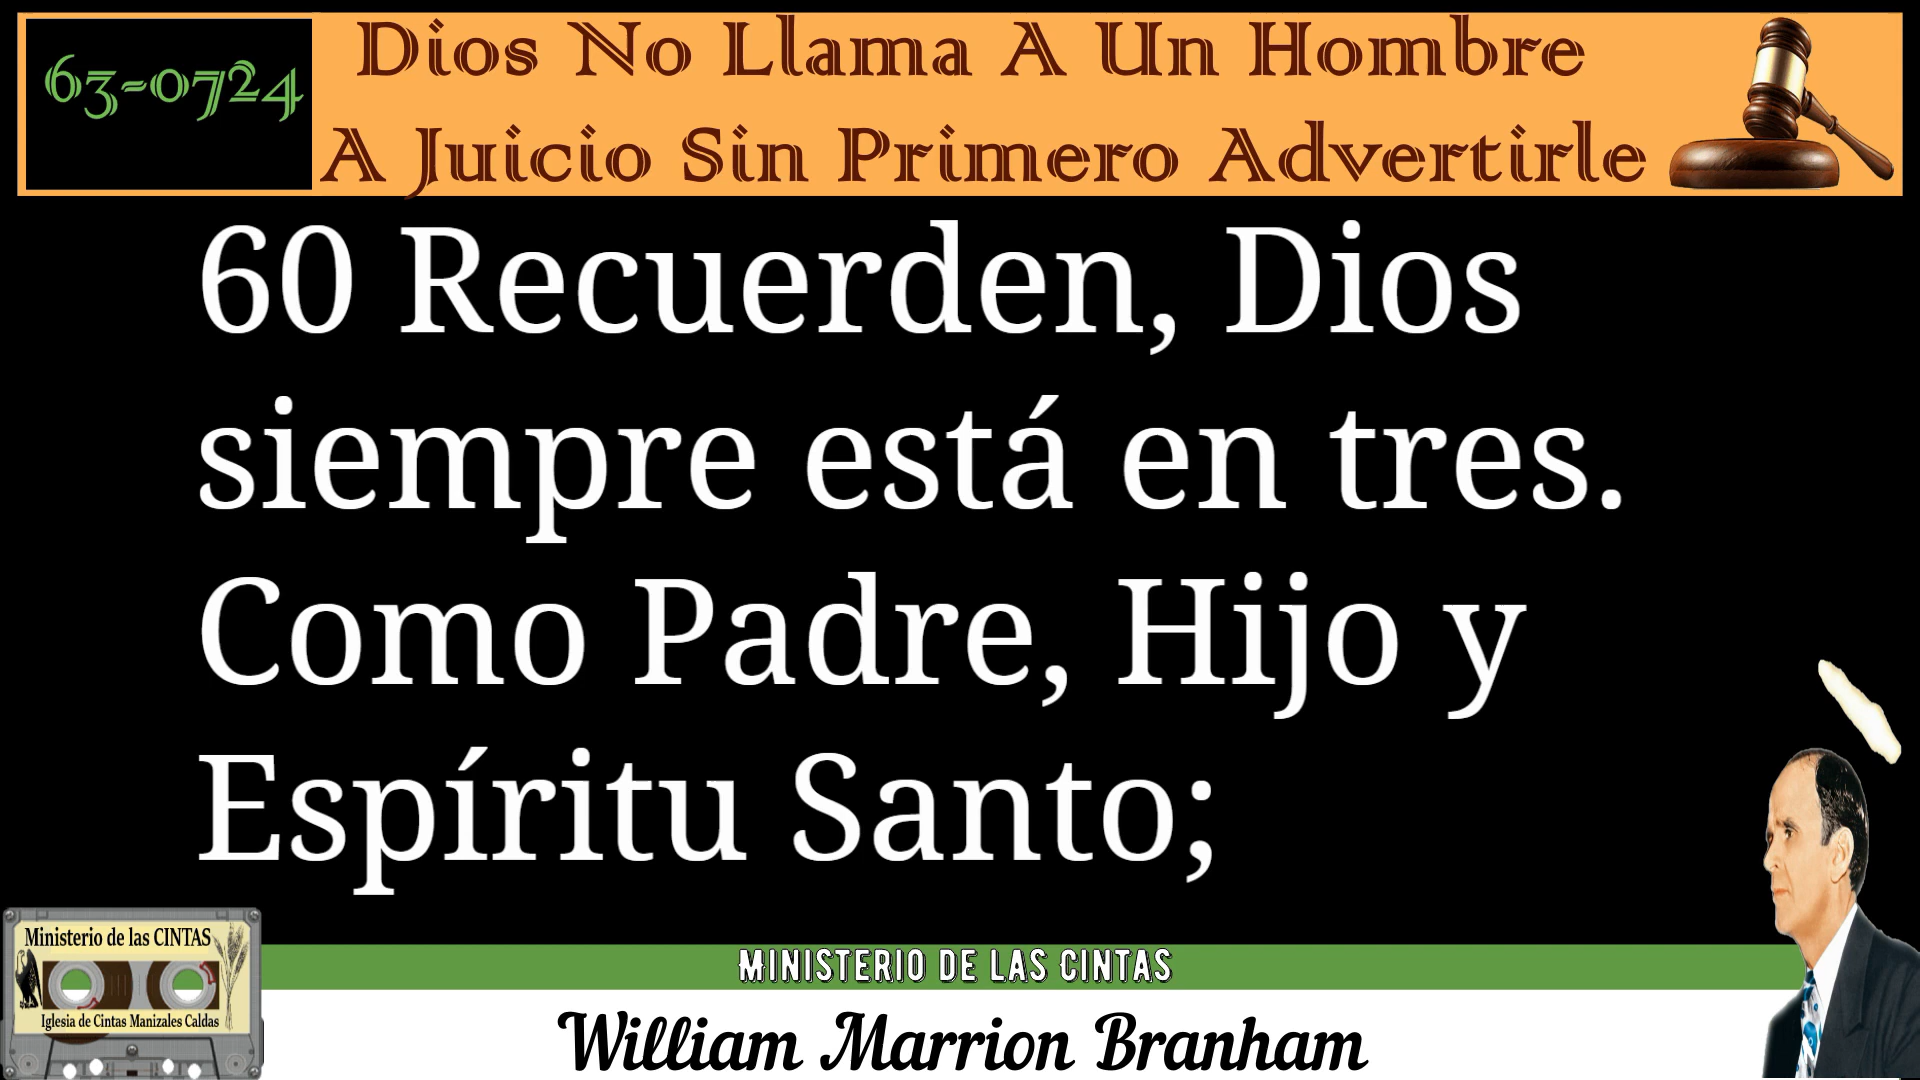 63-0724
Dios No Llama A Un Hombre
A Juicio Sin Primero Advertirle
60 Recuerden, Dios
siempre está en tres.
Como Padre, Hijo y
Espíritu Santo;
Ministerio de las CINTAS
Iglesia de Cintas Manizales Caldas
MINISTERIO DE LAS CINTAS
William Marrion Branham